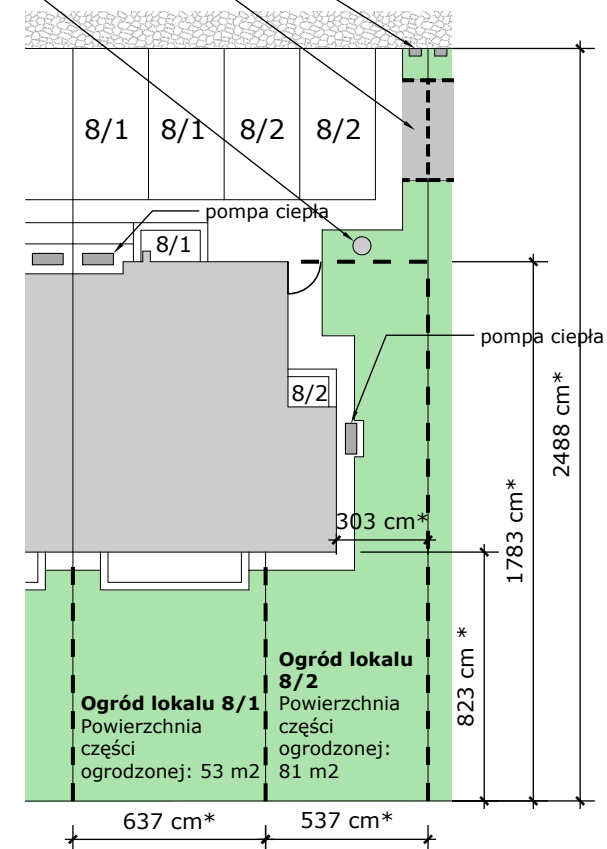 8/1
8/1
8/2
8/2
pompa ciepła
8/1
pompa ciepła
8/2
2488 cm*
1783 cm*
303 cm*
823 cm *
Ogród lokalu 8/1
Powierzchnia
części
ogrodzonej: 53 m2
Ogród lokalu
8/2
Powierzchnia
części
ogrodzonej:
81 m2
637 cm*
537 cm*